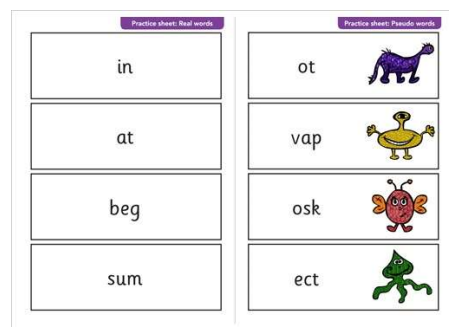 Practice sheet: Real words
in
at
beg
sum
Practice sheet: Pseudo words
ot
vap
osk
ect